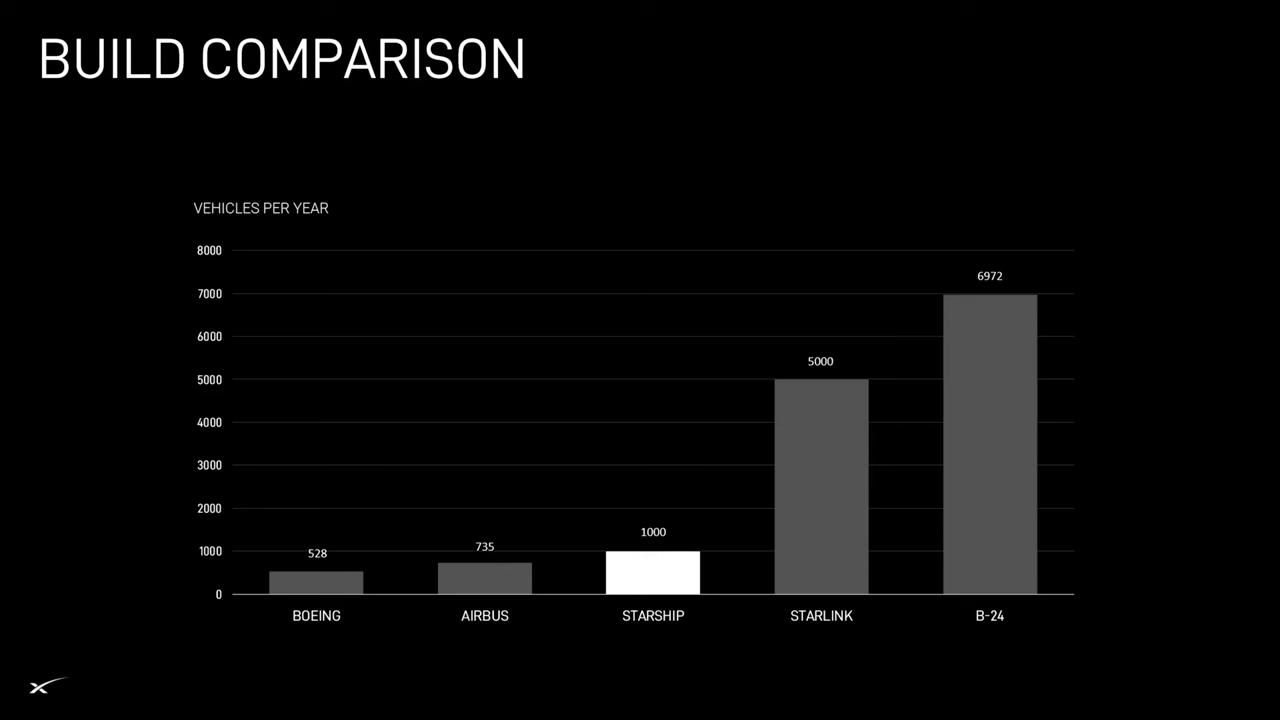 BUILD COMPARISON
VEHICLES PER YEAR
8000
7000
6000
5000
4000
3000
2000
1000
0
528
735
1000
5000
6972
BOEING
AIRBUS
STARSHIP
STARLINK
B-24